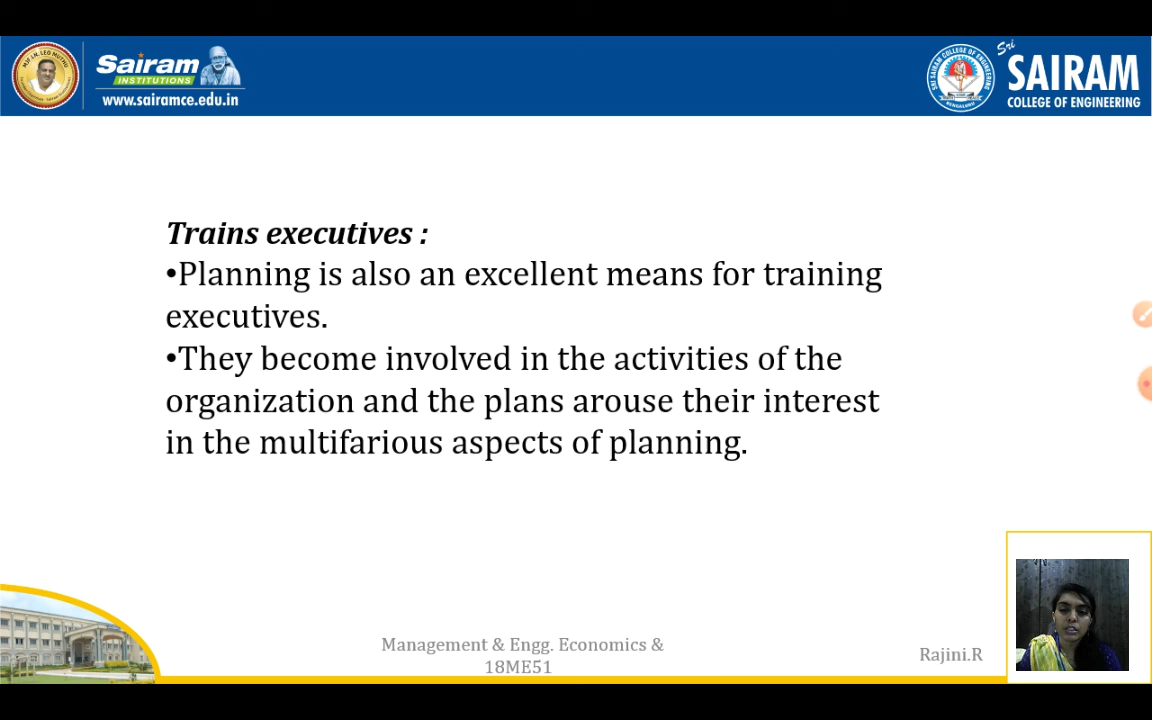 Sairam
INSTITUTIONS
www.sairamce.edu.in
Sri
SAIRAM
COLLEGE OF ENGINEERING
Trains executives :
•Planning is also an excellent means for training
executives.
•They become involved in the activities of the
organization and the plans arouse their interest
in the multifarious aspects of planning.
Management & Engg. Economics &
18ME51
Rajini.R